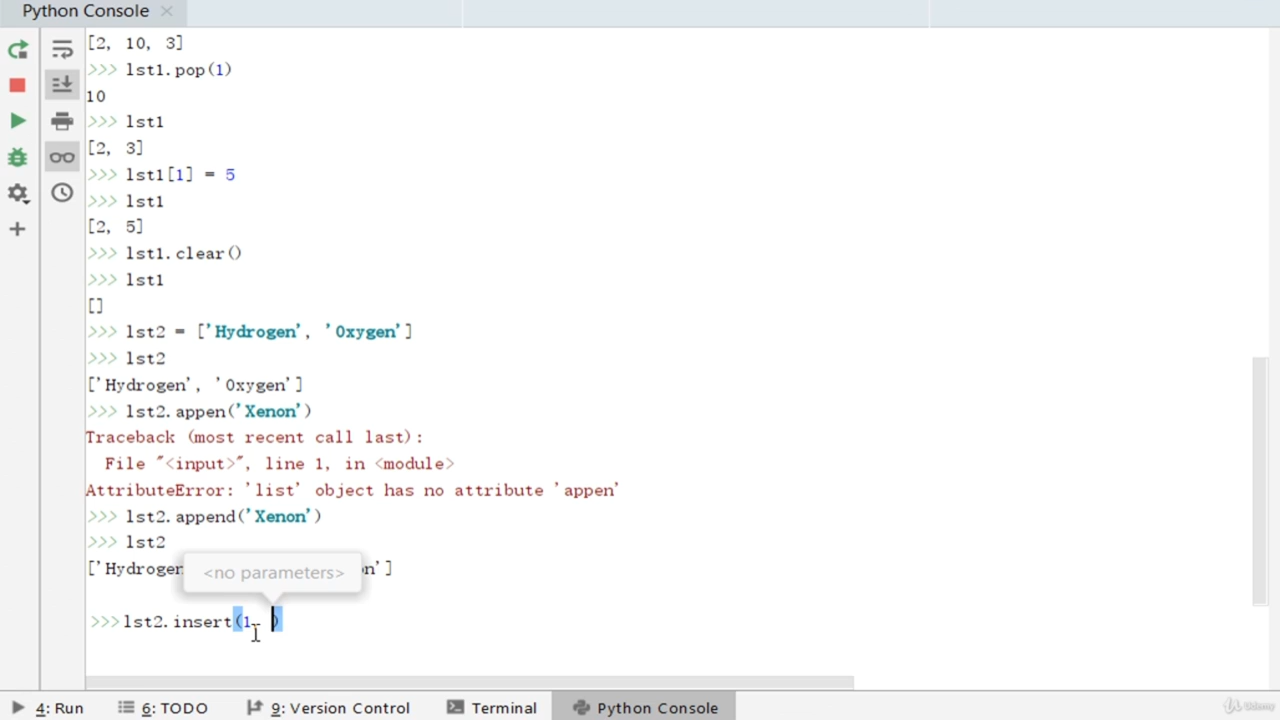 Python Console
[2, 10, 3]
>>> lst1.pop(1)
10
>>> lst1
[2, 3]
>>> lst1[1] = 5
>>> lst1
[2, 5]
>>> lst1.clear()
>>> lst1
[]
>>> lst2 = ['Hydrogen', 'Oxygen']
>>> lst2
['Hydrogen', 'Oxygen']
>>> lst2.appen('Xenon')
Traceback (most recent call last):
File "<input>", line 1, in <module>
AttributeError: 'list' object has no attribute 'appen'
>>> lst2.append('Xenon')
>>> lst2
<no parameters>
['Hydrogen on']
>>>lst2.insert(1, )
4: Run 6: TODO 9: Version Control Terminal Python Console
Udemy